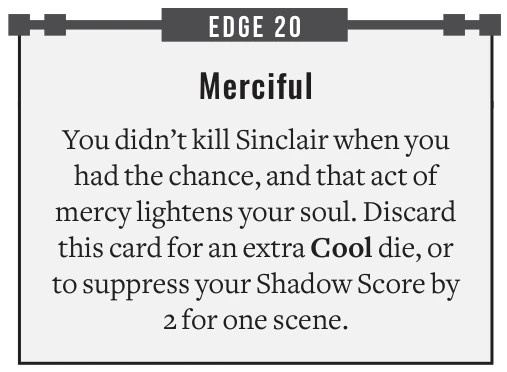 EDGE 20
Merciful
You didn’t kill Sinclair when you
had the chance, and that act of
mercy lightens your soul. Discard
this card for an extra Cool die, or
to suppress your Shadow Score by
2 for one scene.